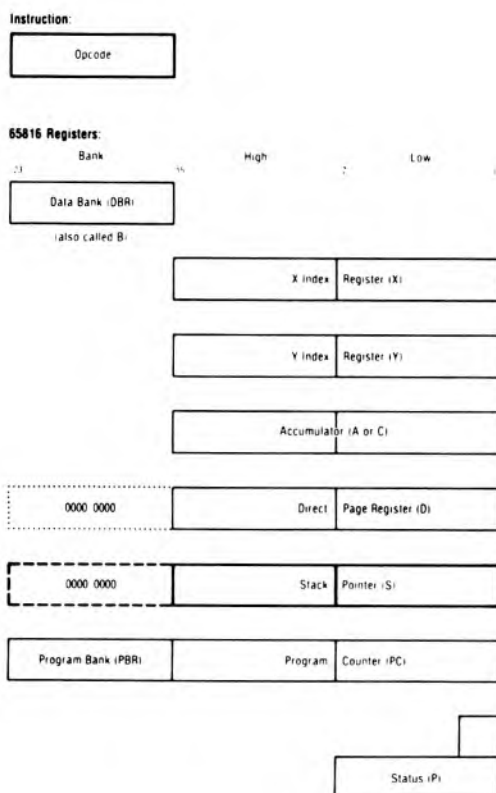 Instruction:
Opcode
65816 Registers:
Bank High Low
Data Bank (DBR)
(also called B)
X Index Register (X)
Y Index Register (Y)
Accumulator (A or C)
0000 0000 Direct Page Register (D)
0000 0000 Stack Pointer (S)
Program Bank (PBR) Program Counter (PC)
Status (P)